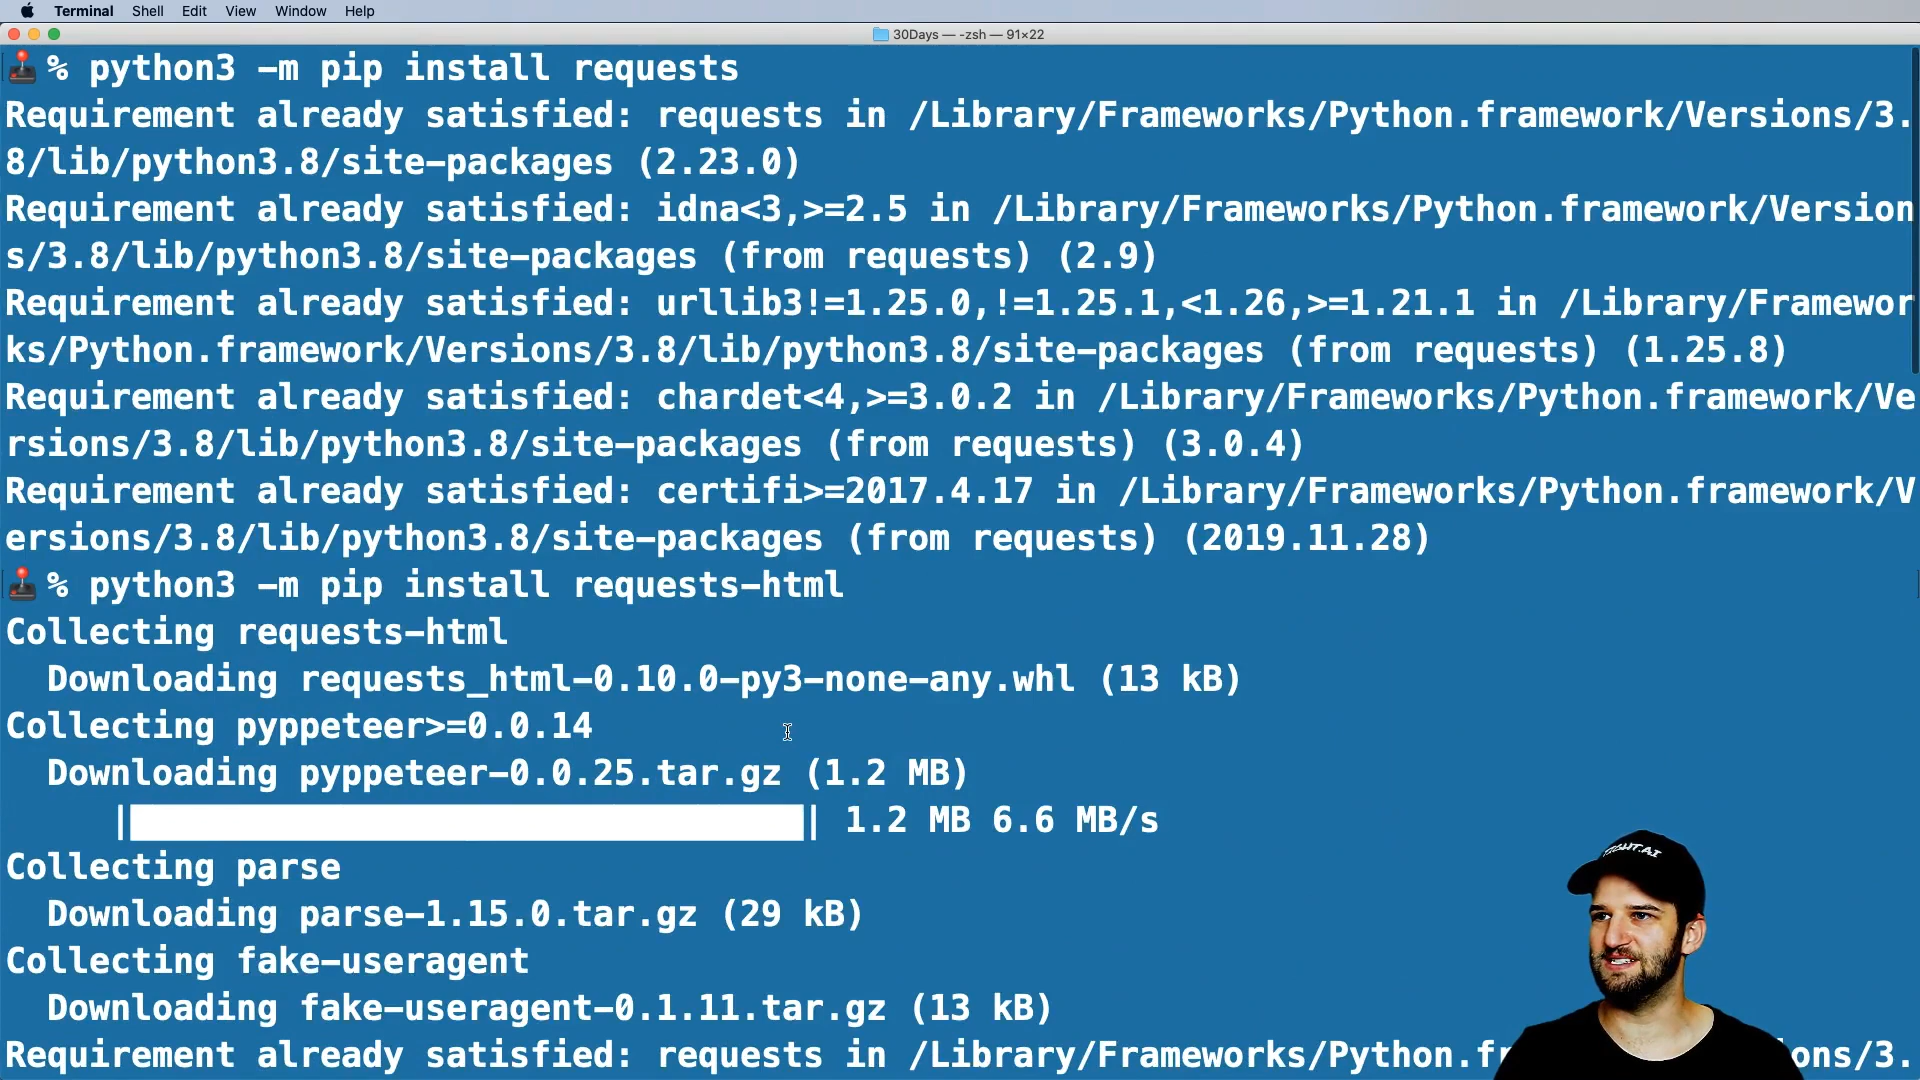 Terminal Shell Edit View Window Help
30Days — -zsh — 91×22
% python3 -m pip install requests
Requirement already satisfied: requests in /Library/Frameworks/Python.framework/Versions/3.
8/lib/python3.8/site-packages (2.23.0)
Requirement already satisfied: idna<3,>=2.5 in /Library/Frameworks/Python.framework/Version
s/3.8/lib/python3.8/site-packages (from requests) (2.9)
Requirement already satisfied: urllib3!=1.25.0,!=1.25.1,<1.26,>=1.21.1 in /Library/Framewor
ks/Python.framework/Versions/3.8/lib/python3.8/site-packages (from requests) (1.25.8)
Requirement already satisfied: chardet<4,>=3.0.2 in /Library/Frameworks/Python.framework/Ve
rsions/3.8/lib/python3.8/site-packages (from requests) (3.0.4)
Requirement already satisfied: certifi>=2017.4.17 in /Library/Frameworks/Python.framework/V
ersions/3.8/lib/python3.8/site-packages (from requests) (2019.11.28)
% python3 -m pip install requests-html
Collecting requests-html
Downloading requests_html-0.10.0-py3-none-any.whl (13 kB)
Collecting pyppeteer>=0.0.14
Downloading pyppeteer-0.0.25.tar.gz (1.2 MB)
|| 1.2 MB 6.6 MB/s
Collecting parse
Downloading parse-1.15.0.tar.gz (29 kB)
Collecting fake-useragent
Downloading fake-useragent-0.1.11.tar.gz (13 kB)
Requirement already satisfied: requests in /Library/Frameworks/Python.fr ons/3.